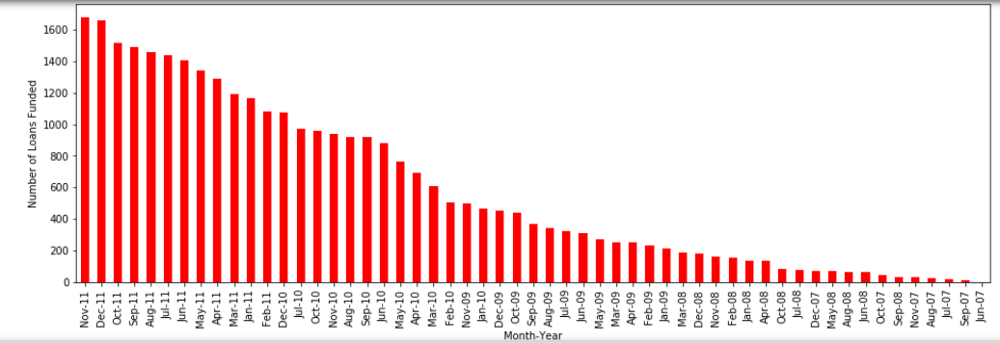 Number of Loans Funded
1600
1400
1200
1000
800
600
400
200
0
Nov-11
Dec-11
Oct-11
Sep-11
Aug-11
Jul-11
Jun-11
May-11
Apr-11
Mar-11
Jan-11
Feb-11
Dec-10
Jul-10
Oct-10
Nov-10
Aug-10
Sep-10
Jun-10
May-10
Apr-10
Mar-10
Feb-10
Nov-09
Jan-10
Dec-09
Oct-09
Sep-09
Aug-09
Jul-09
Jun-09
May-09
Mar-09
Apr-09
Feb-09
Jan-09
Mar-08
Dec-08
Nov-08
Feb-08
Jan-08
Apr-08
Oct-08
Jul-08
Dec-07
May-08
Aug-08
Jun-08
Oct-07
Sep-08
Nov-07
Aug-07
Jul-07
Sep-07
Jun-07
Month-Year